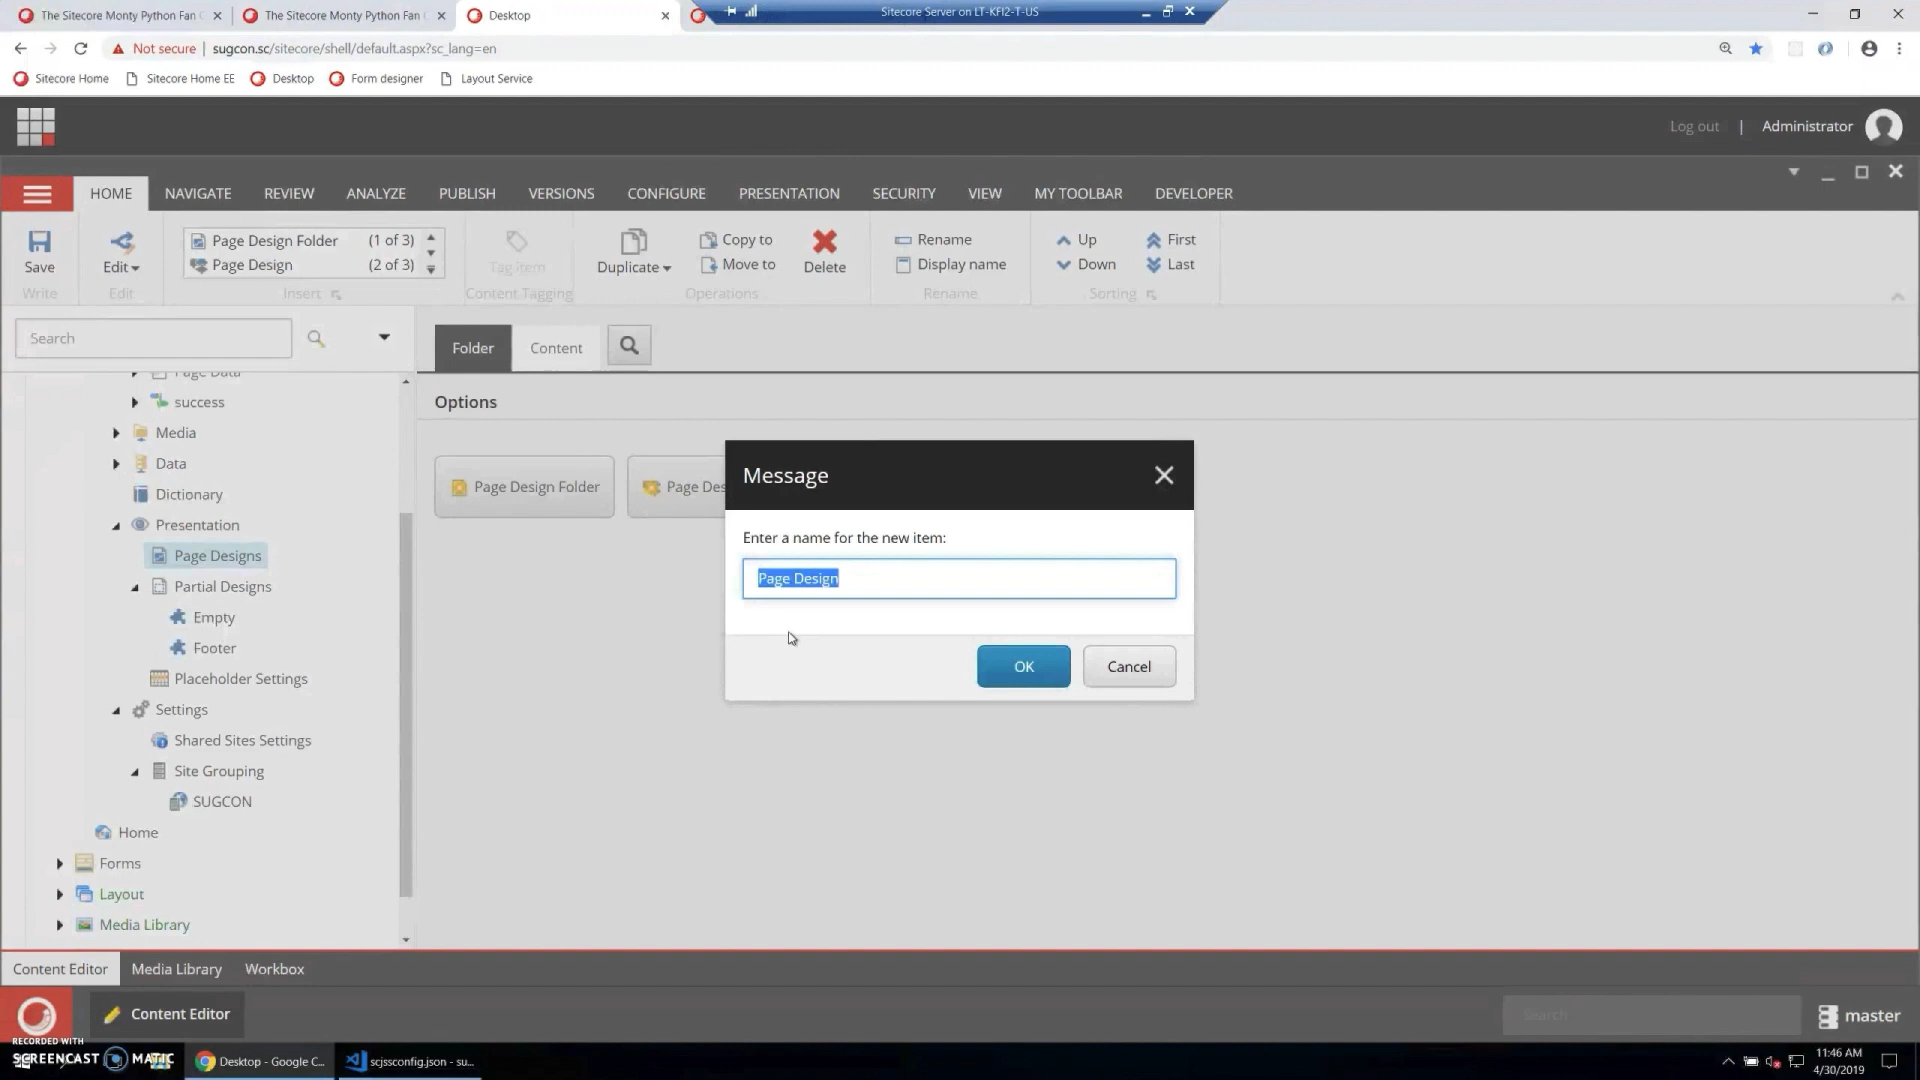 The Sitecore Monty Python Fan
The Sitecore Monty Python Fan
Desktop
Sitecore Server on LT-KFI2-T-US
Not secure | sugcon.sc/sitecore/shell/default.aspx?sc_lang=en
Sitecore Home
Sitecore Home EE
Desktop
Form designer
Layout Service
Log out | Administrator
HOME
NAVIGATE
REVIEW
ANALYZE
PUBLISH
VERSIONS
CONFIGURE
PRESENTATION
SECURITY
VIEW
MY TOOLBAR
DEVELOPER
Save
Write
Edit
Edit
Page Design Folder (1 of 3)
Page Design (2 of 3)
Insert
Tag item
Content Tagging
Duplicate
Copy to
Move to
Delete
Operations
Rename
Display name
Rename
Up
Down
First
Last
Sorting
Search
Folder
Content
Page Data
success
Media
Data
Dictionary
Presentation
Page Designs
Partial Designs
Empty
Footer
Placeholder Settings
Settings
Shared Sites Settings
Site Grouping
SUGCON
Home
Forms
Layout
Media Library
Options
Page Design Folder
Page Des
Message
Enter a name for the new item:
Page Design
OK
Cancel
Content Editor
Media Library
Workbox
Content Editor
Search
master
RECORDED WITH
SCREENCAST MATIC
Desktop - Google C...
scjssconfig.json - su...
11:46 AM
4/30/2019